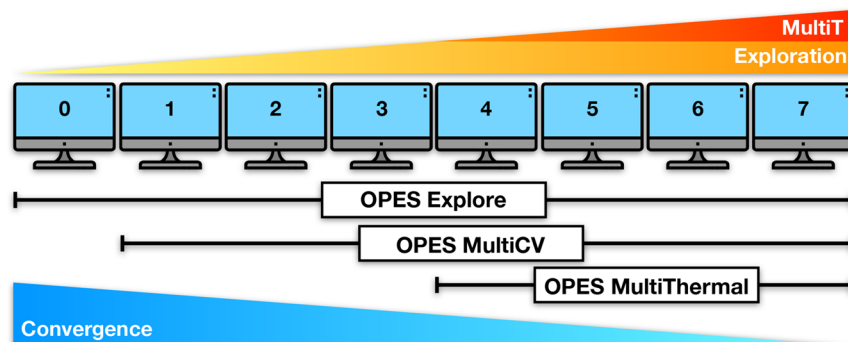 MultiT
Exploration
0 1 2 3 4 5 6 7
OPES Explore
OPES MultiCV
OPES MultiThermal
Convergence